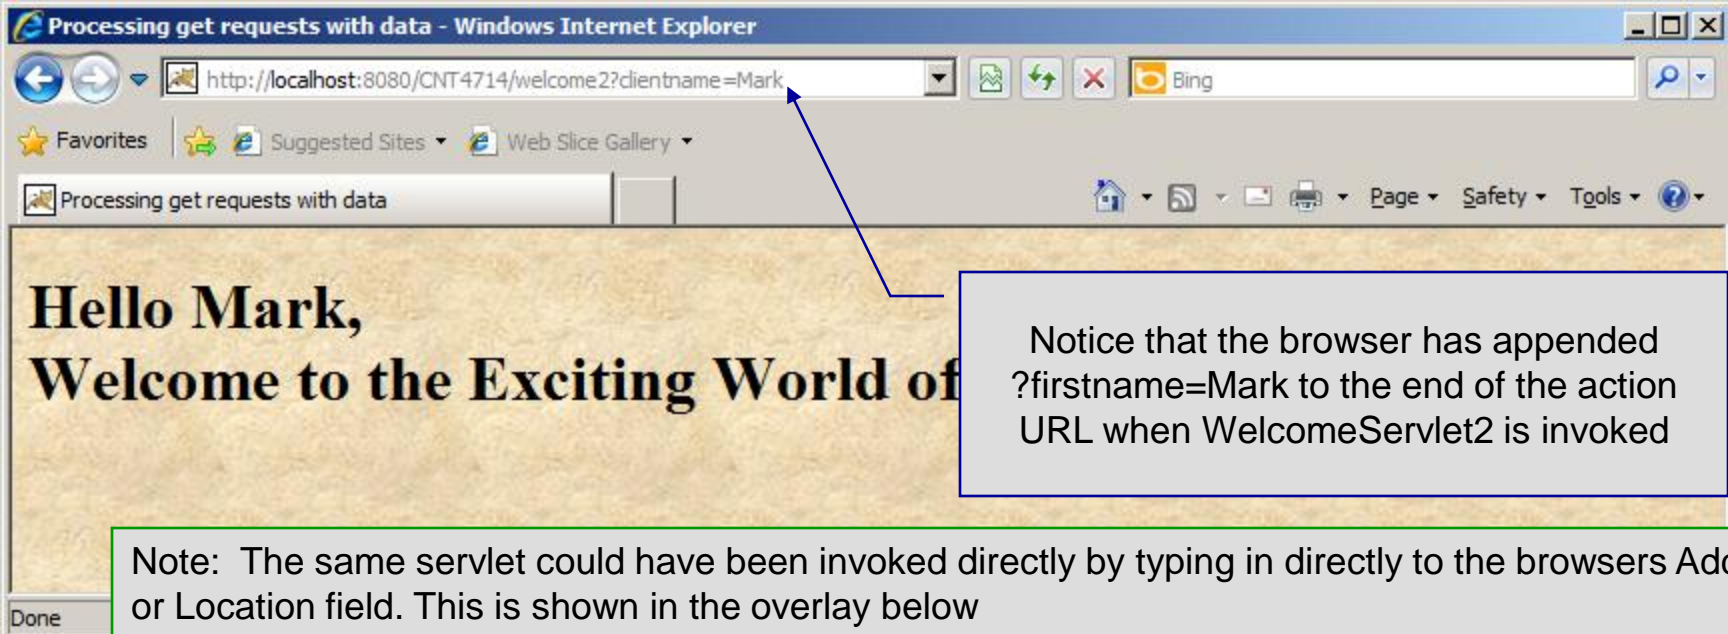 Processing get requests with data - Windows Internet Explorer
http://localhost:8080/CNT4714/welcome2?clientname=Mark
Bing
Favorites
Suggested Sites
Web Slice Gallery
Processing get requests with data
Page
Safety
Tools
Hello Mark,
Welcome to the Exciting World of
Notice that the browser has appended
?firstname=Mark to the end of the action
URL when WelcomeServlet2 is invoked
Note: The same servlet could have been invoked directly by typing in directly to the browsers
or Location field. This is shown in the overlay below
Done